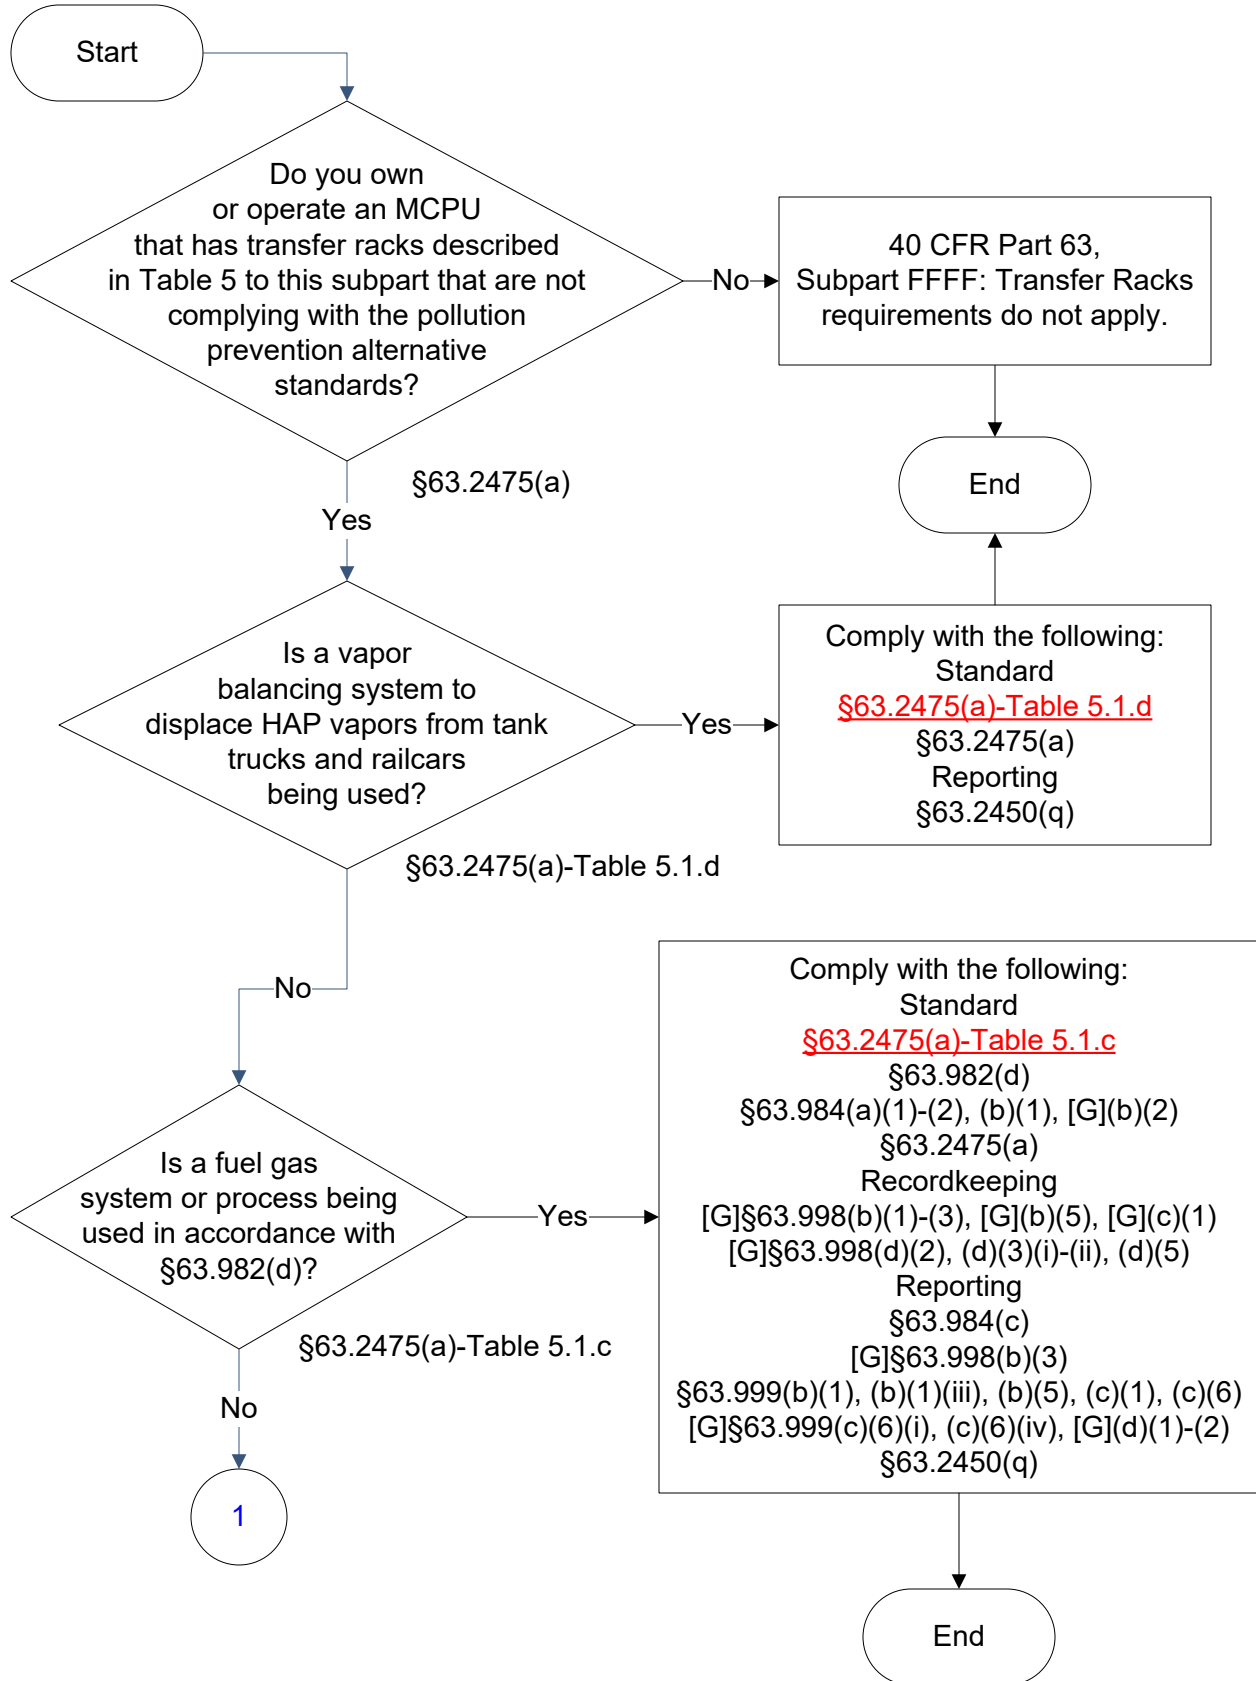 Start
Do you own
or operate an MCPU
that has transfer racks described
in Table 5 to this subpart that are not
complying with the pollution
prevention alternative
standards?
No
40 CFR Part 63,
Subpart FFFF: Transfer Racks
requirements do not apply.
End
§63.2475(a)
Yes
Is a vapor
balancing system to
displace HAP vapors from tank
trucks and railcars
being used?
Yes
Comply with the following:
Standard
§63.2475(a)-Table 5.1.d
§63.2475(a)
Reporting
§63.2450(q)
§63.2475(a)-Table 5.1.d
No
Is a fuel gas
system or process being
used in accordance with
§63.982(d)?
Yes
Comply with the following:
Standard
§63.2475(a)-Table 5.1.c
§63.982(d)
§63.984(a)(1)-(2), (b)(1), [G](b)(2)
§63.2475(a)
Recordkeeping
[G]§63.998(b)(1)-(3), [G](b)(5), [G](c)(1)
[G]§63.998(d)(2), (d)(3)(i)-(ii), (d)(5)
Reporting
§63.984(c)
[G]§63.998(b)(3)
§63.999(b)(1), (b)(1)(iii), (b)(5), (c)(1), (c)(6)
[G]§63.999(c)(6)(i), (c)(6)(iv), [G](d)(1)-(2)
§63.2450(q)
§63.2475(a)-Table 5.1.c
No
1
End